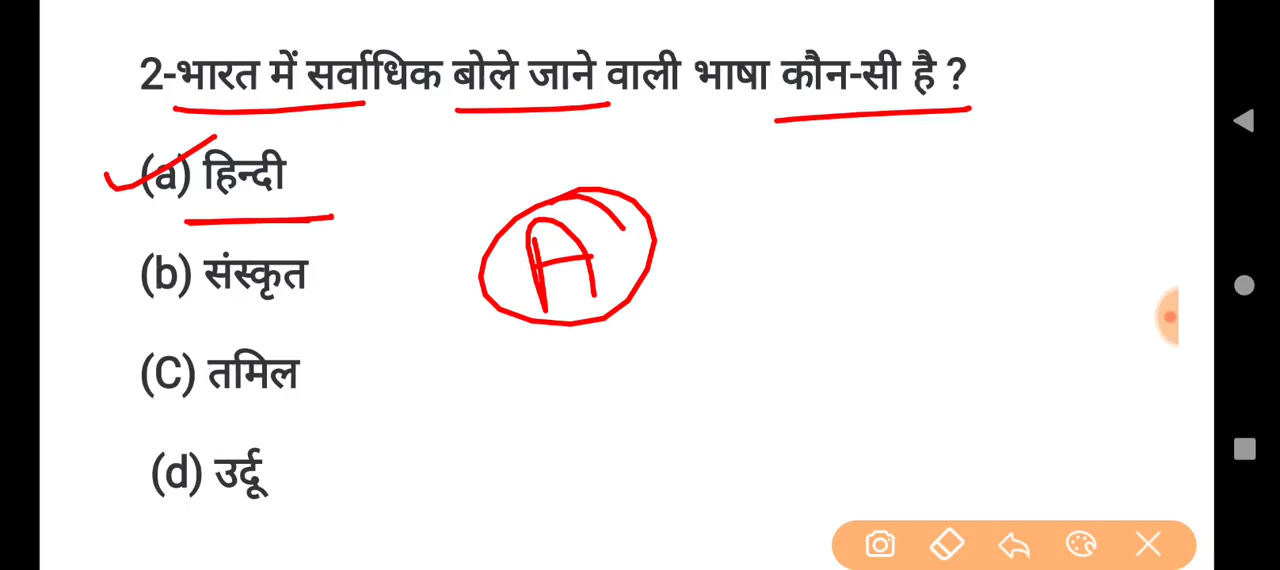 2-भारत में सर्वाधिक बोले जाने वाली भाषा कौन-सी है ?
(a) हिन्दी
A
(b) संस्कृत
(C) तमिल
(d) उर्दू